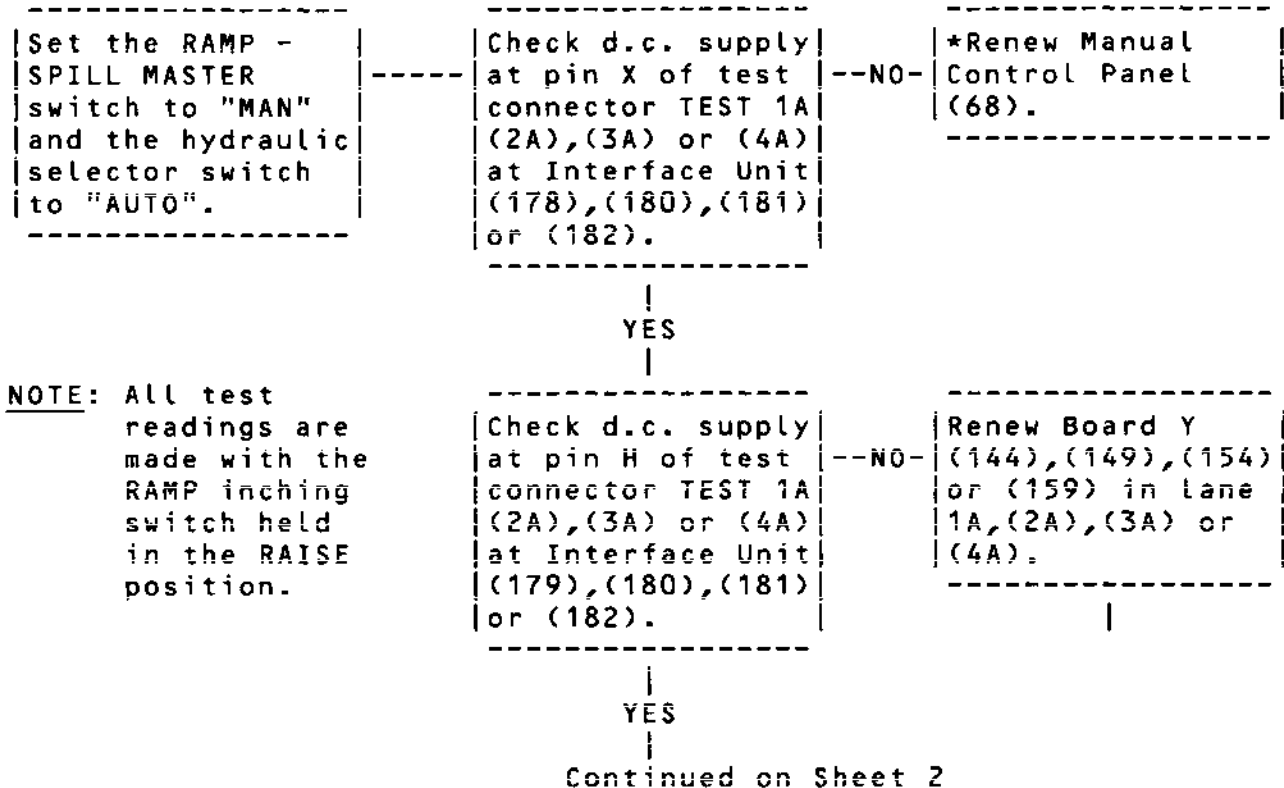 Set the RAMP -
SPILL MASTER
switch to "MAN"
and the hydraulic
selector switch
to "AUTO".
Check d.c. supply
at pin X of test
connector TEST 1A
(2A),(3A) or (4A)
at Interface Unit
(178),(180),(181)
or (182).
--NO-
*Renew Manual
Control Panel
(68).
YES
NOTE: All test
readings are
made with the
RAMP inching
switch held
in the RAISE
position.
Check d.c. supply
at pin H of test
connector TEST 1A
(2A),(3A) or (4A)
at Interface Unit
(179),(180),(181)
or (182).
--NO-
Renew Board Y
(144),(149),(154)
or (159) in lane
1A,(2A),(3A) or
(4A).
YES
Continued on Sheet 2